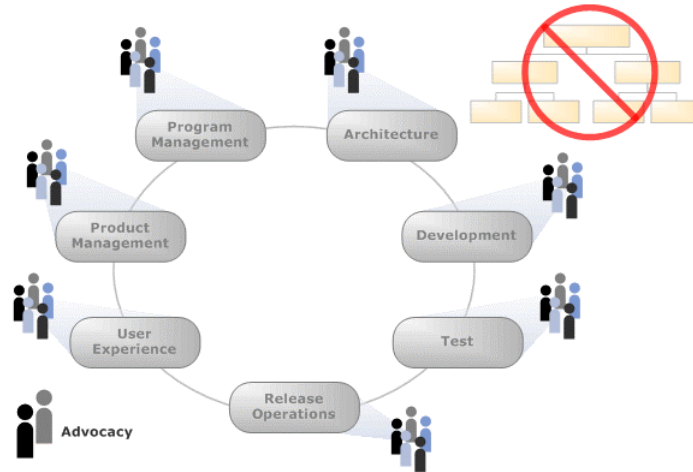 Program
Management
Architecture
Product
Management
Development
User
Experience
Test
Release
Operations
Advocacy